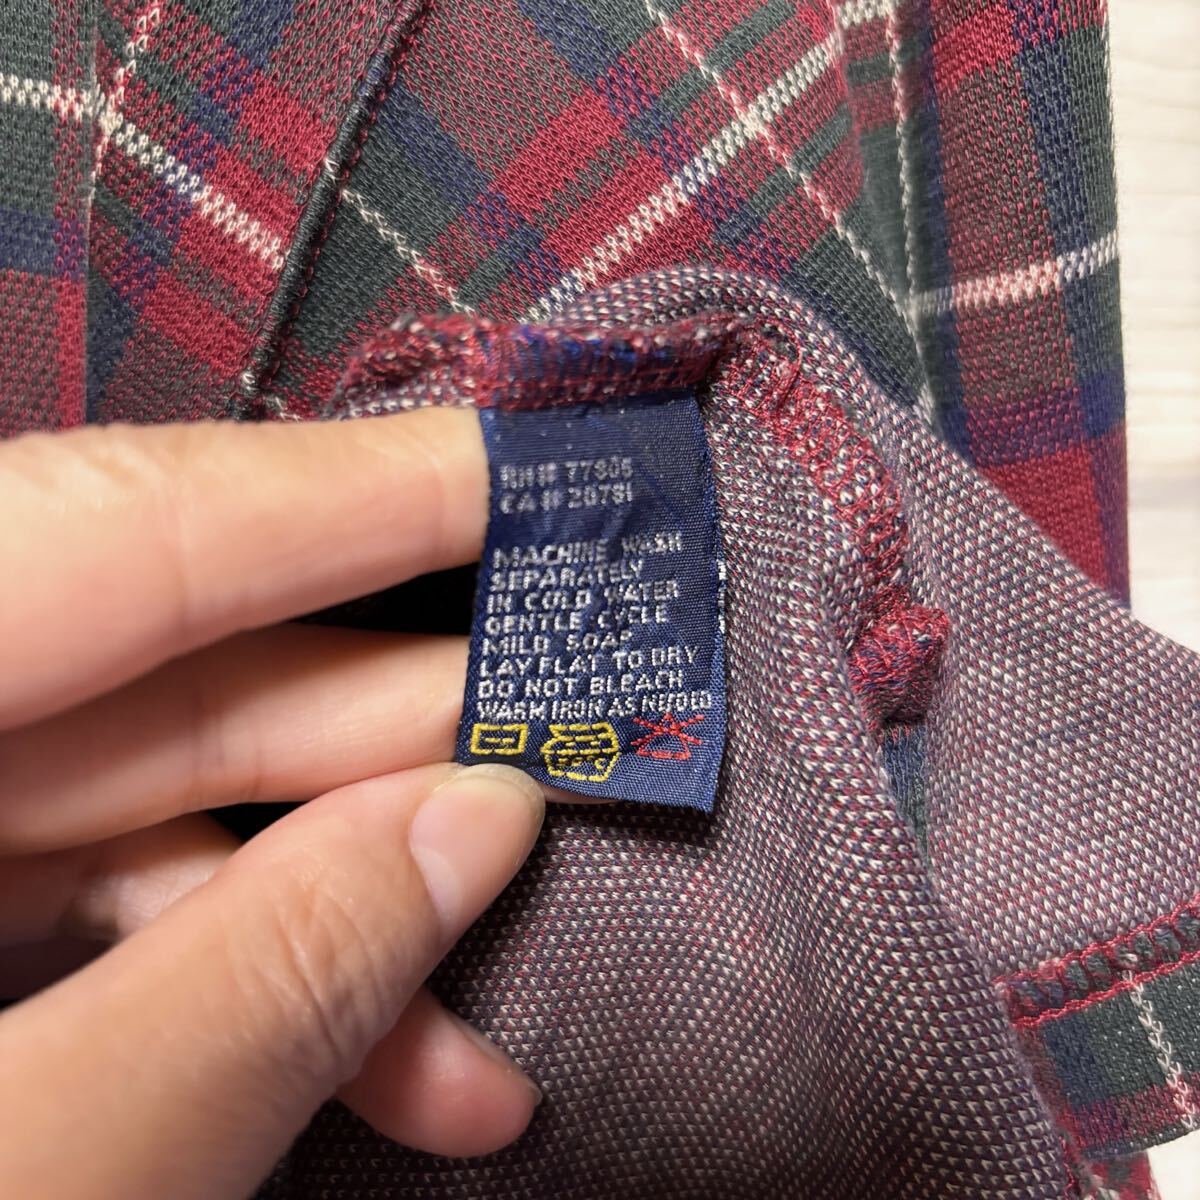 RN# 77806
CA# 20781
MACHINE WASH
SEPARATELY
IN COLD WATER
GENTLE CYCLE
MILD SOAP
LAY FLAT TO DRY
DO NOT BLEACH
WARM IRON AS NEEDED